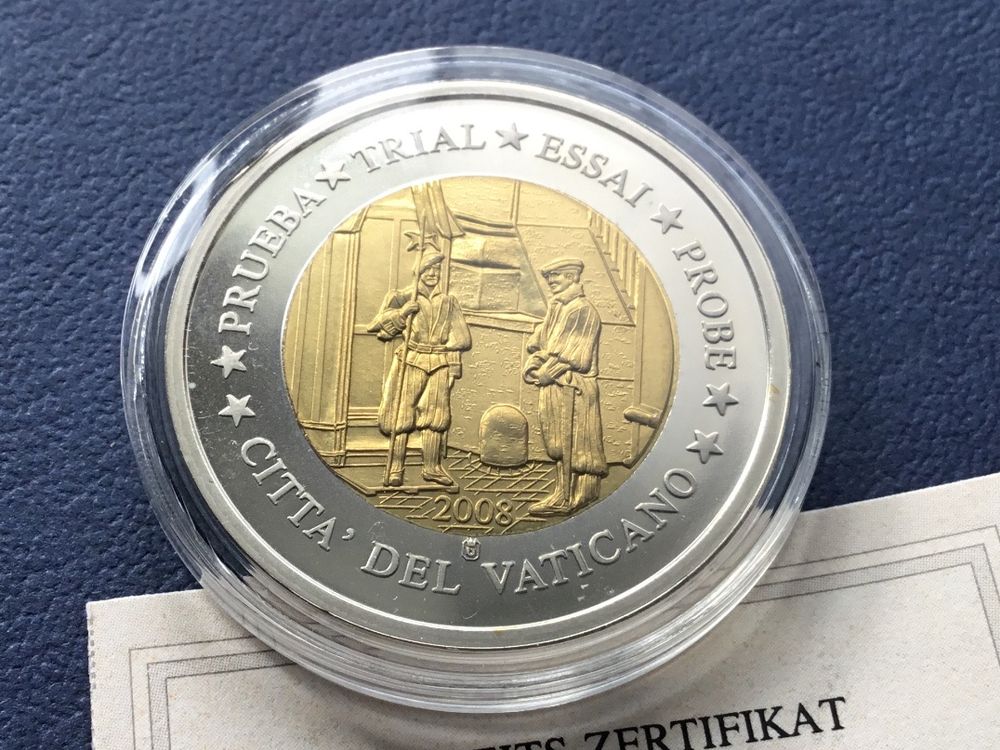 PRUEBA ★ TRIAL ★ ESSAI ★ PROBE ★
★ CITTA' DEL VATICANO ★
2008
ZERTIFIKAT